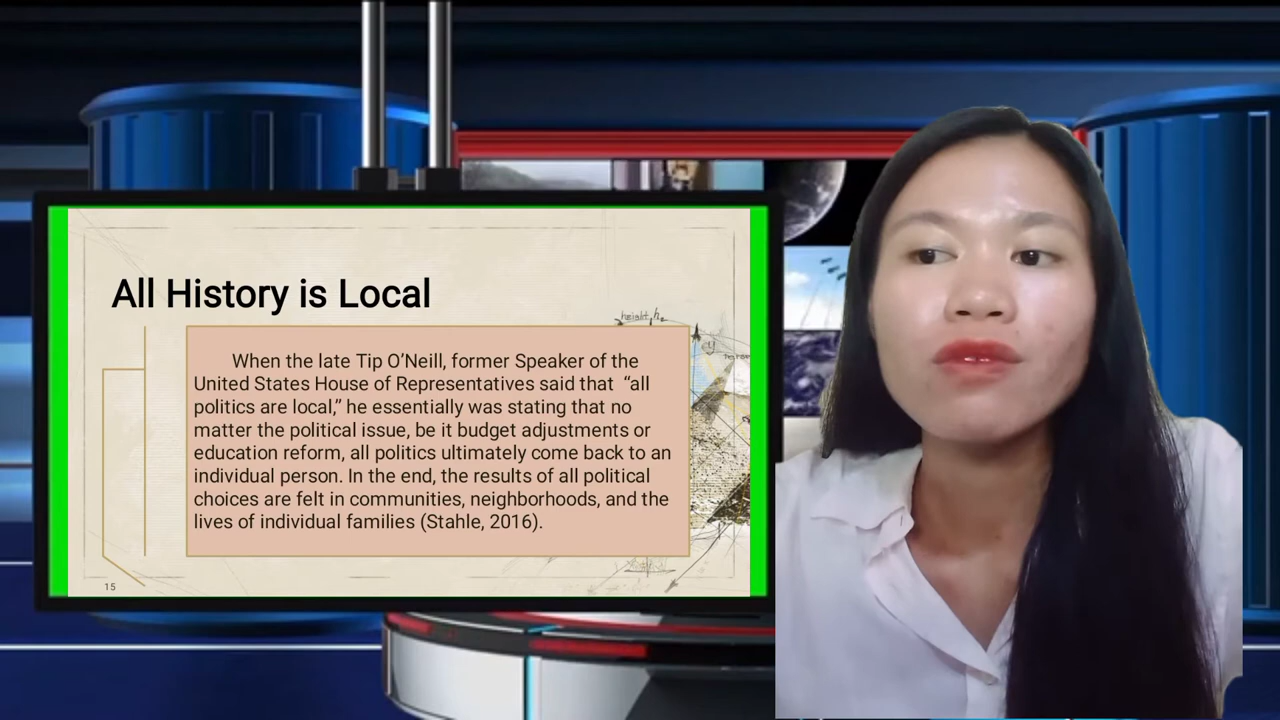 All History is Local
height, h₂
When the late Tip O’Neill, former Speaker of the
United States House of Representatives said that “all
politics are local,” he essentially was stating that no
matter the political issue, be it budget adjustments or
education reform, all politics ultimately come back to an
individual person. In the end, the results of all political
choices are felt in communities, neighborhoods, and the
lives of individual families (Stahle, 2016).
15